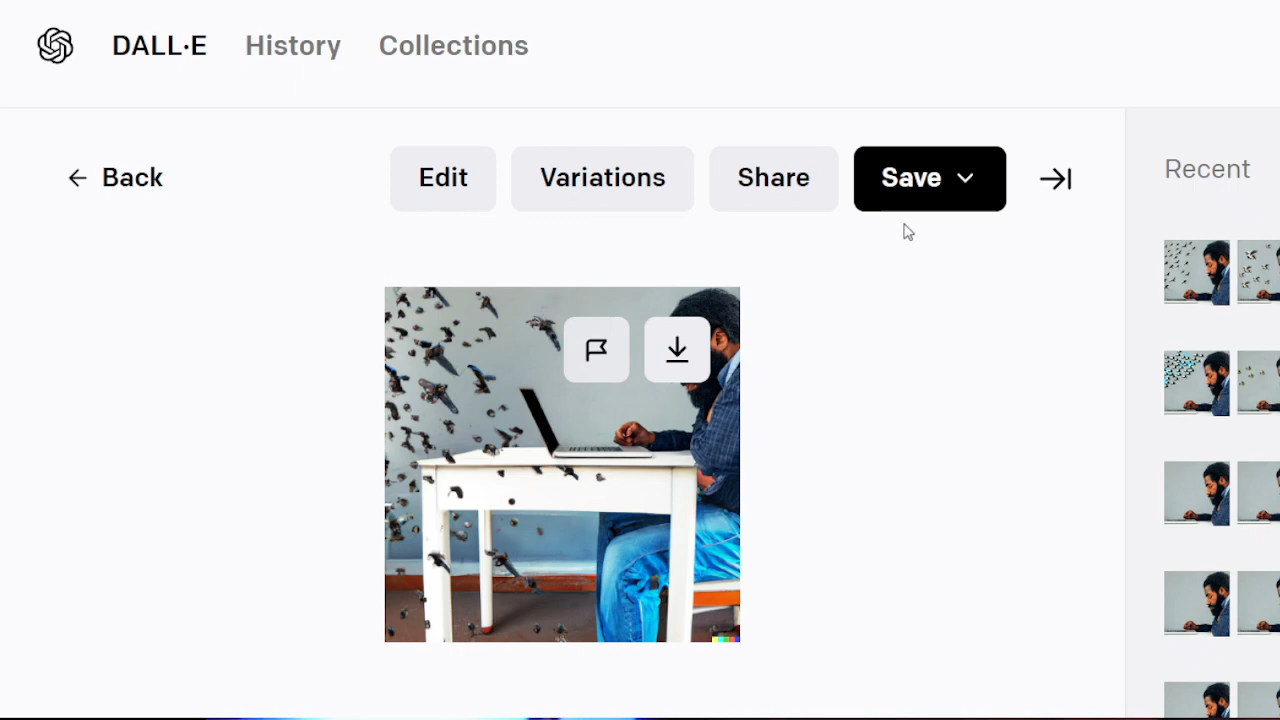 DALL·E History Collections
← Back Edit Variations Share Save
Recent